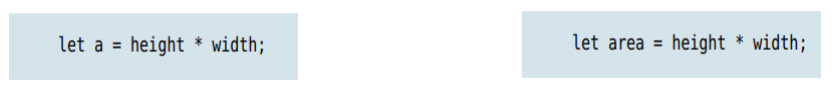 let a = height * width;
let area = height * width;